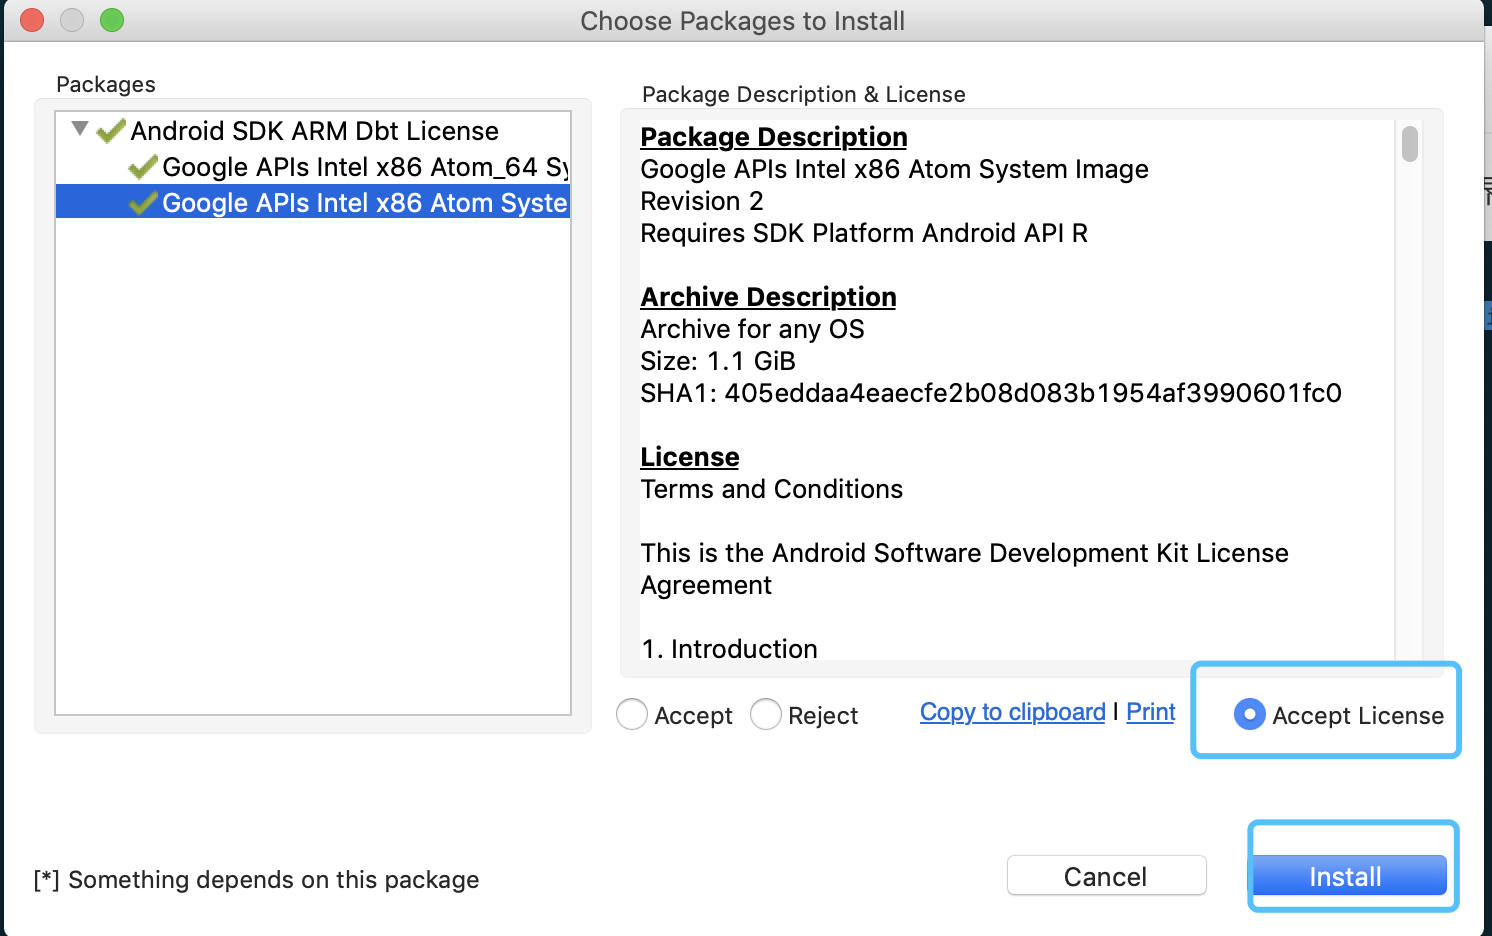 Choose Packages to Install
Packages
Android SDK ARM Dbt License
Google APIs Intel x86 Atom_64 Sy
Google APIs Intel x86 Atom Syste
Package Description & License
Package Description
Google APIs Intel x86 Atom System Image
Revision 2
Requires SDK Platform Android API R
Archive Description
Archive for any OS
Size: 1.1 GiB
SHA1: 405eddaa4eaecfe2b08d083b1954af3990601fc0
License
Terms and Conditions
This is the Android Software Development Kit License
Agreement
1. Introduction
Accept Reject Copy to clipboard | Print Accept License
[*] Something depends on this package
Cancel Install